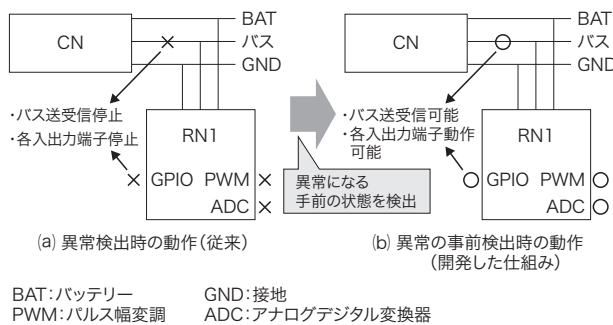 CN
BAT
バス
GND
・バス送受信停止
・各入出力端子停止
RN1
GPIO PWM
ADC
(a) 異常検出時の動作(従来)
異常になる
手前の状態を検出
CN
BAT
バス
GND
・バス送受信可能
・各入出力端子動作
可能
RN1
GPIO PWM
ADC
(b) 異常の事前検出時の動作
(開発した仕組み)
BAT:バッテリー GND:接地
PWM:パルス幅変調 ADC:アナログデジタル変換器